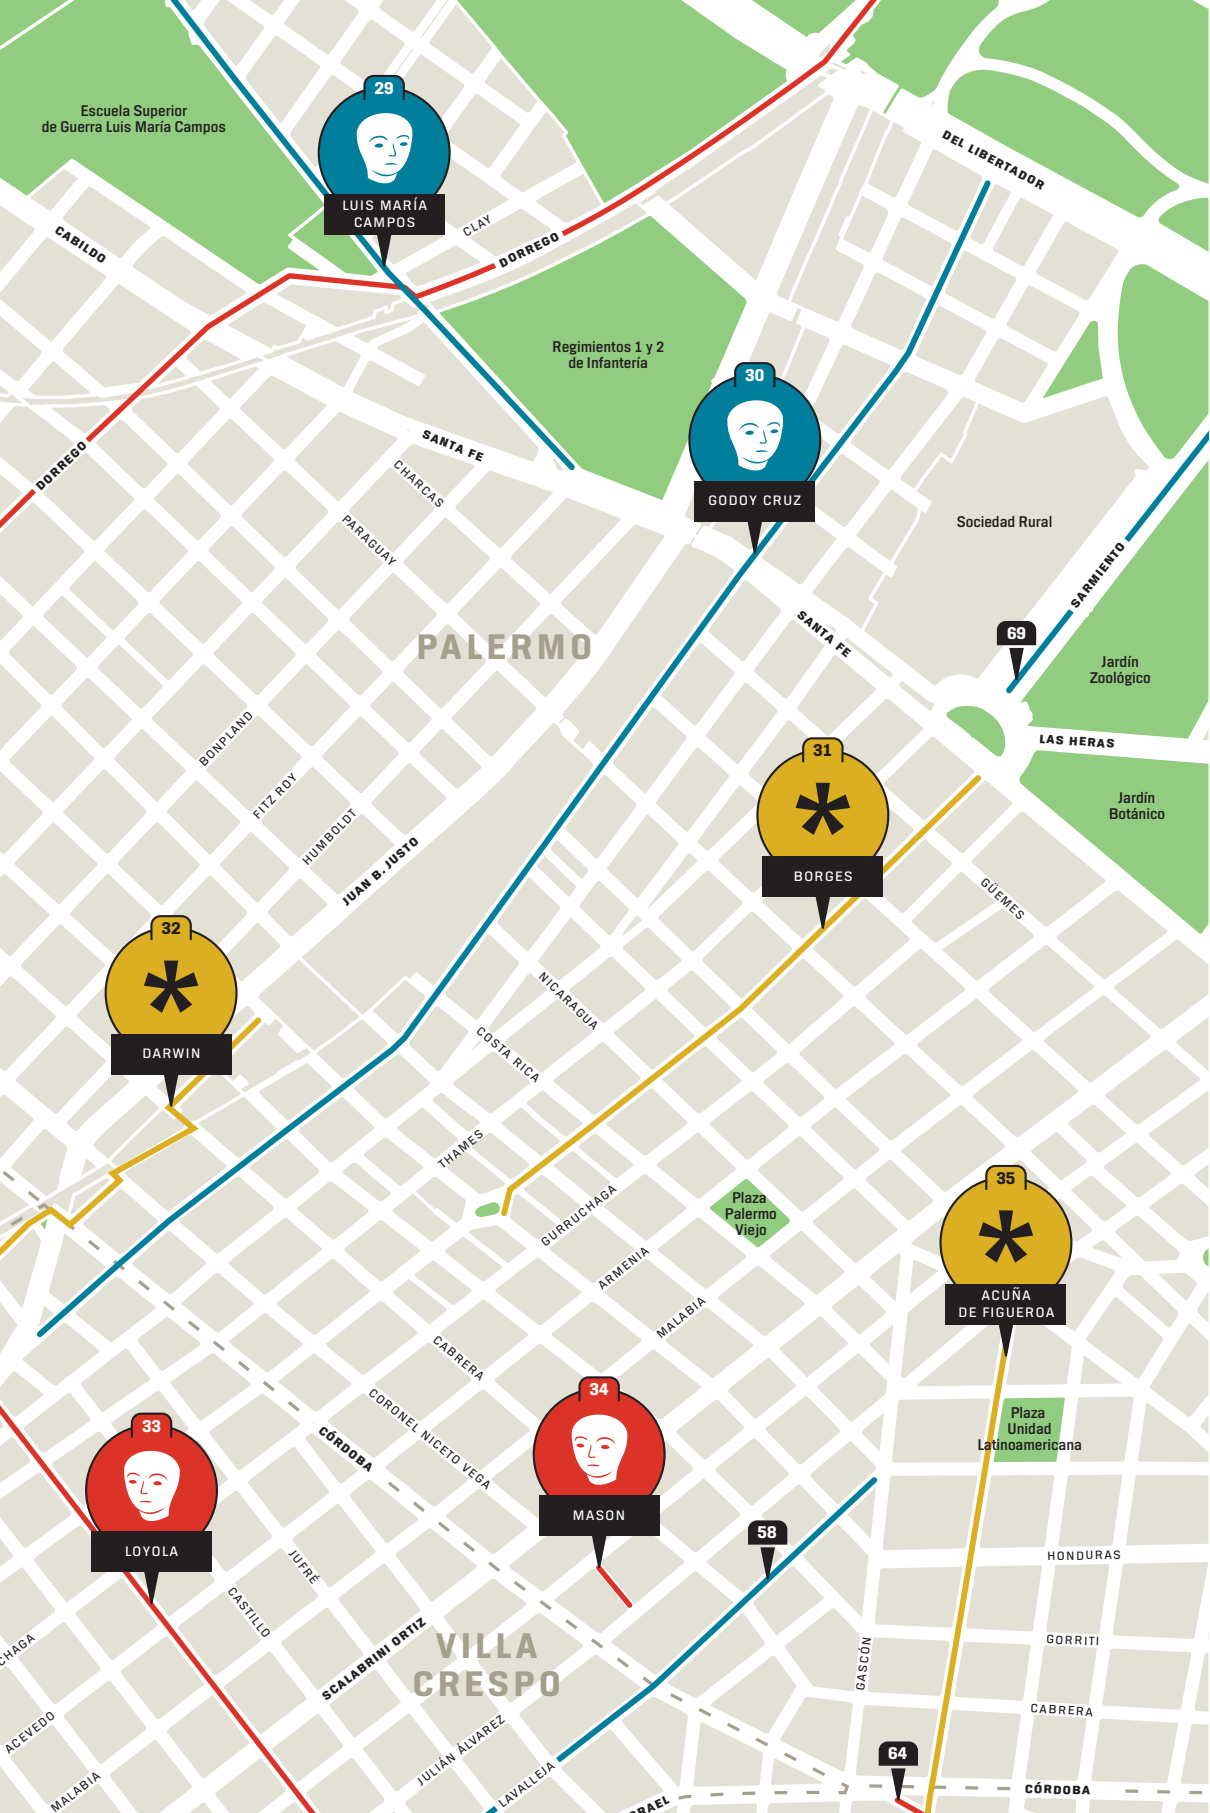 29
Escuela Superior
de Guerra Luis María Campos
DEL LIBERTADOR
LUIS MARÍA
CAMPOS
CLAY
CABILDO
DORREGO
Regimientos 1 y 2
de Infantería
30
SANTA FE
DORREGO
CHARCAS
GODOY CRUZ
PARAGUAY
Sociedad Rural
SARMIENTO
SANTA FE
69
PALERMO
Jardín
Zoológico
BONPLAND
LAS HERAS
31
FITZ ROY
Jardín
Botánico
HUMBOLDT
JUAN B. JUSTO
BORGES
GÜEMES
32
NICARAGUA
DARWIN
COSTA RICA
THAMES
35
Plaza
Palermo
Viejo
GURRUCHAGA
ARMENIA
ACUÑA
DE FIGUEROA
MALABIA
CABRERA
34
Plaza
Unidad
Latinoamericana
33
CORONEL NICETO VEGA
CÓRDOBA
MASON
58
LOYOLA
HONDURAS
JUFRÉ
CASTILLO
SCALABRINI ORTIZ
VILLA
CRESPO
GORRITI
GASCÓN
CHAGA
CABRERA
ACEVEDO
JULIÁN ÁLVAREZ
64
MALABIA
LAVALLEJA
CÓRDOBA
RAEL